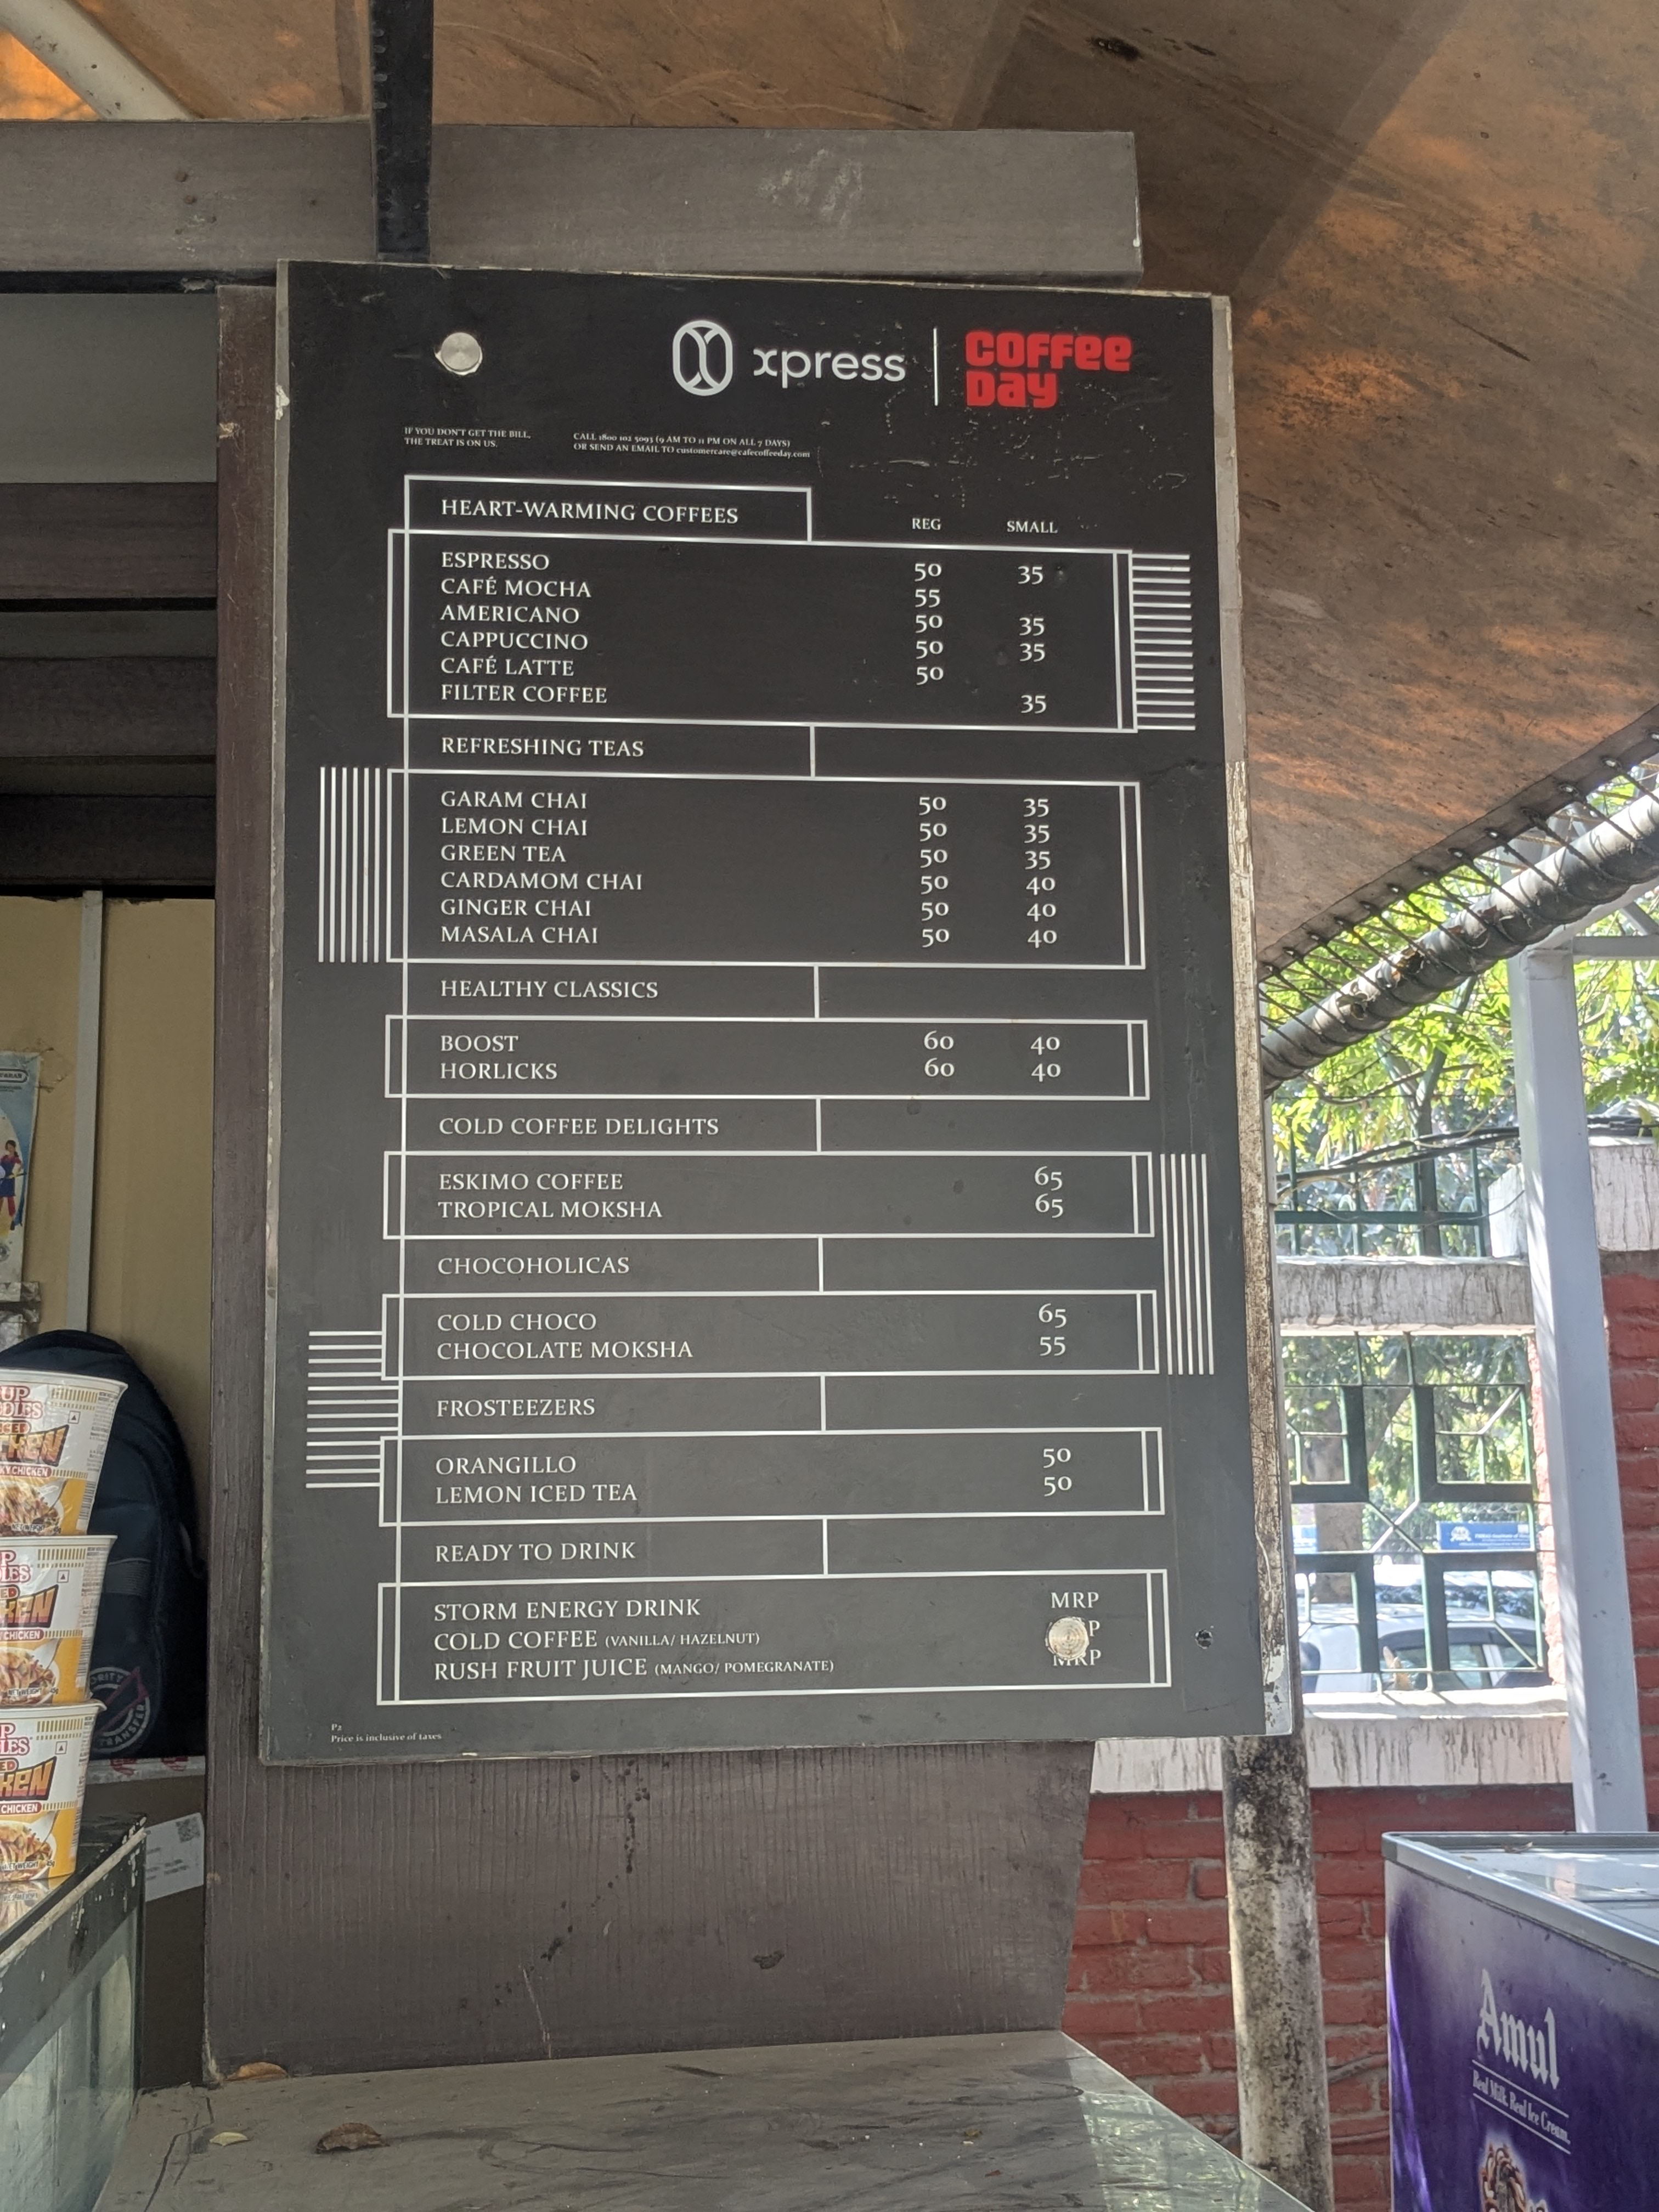 xpress | COFFEE DAY
IF YOU DON'T GET THE BILL, THE TREAT IS ON US.
CALL 1800 102 5093 (9 AM TO 11 PM ON ALL 7 DAYS)
OR SEND AN EMAIL TO customercare@cafecoffeeday.com
HEART-WARMING COFFEES REG SMALL
ESPRESSO 50 35
CAFÉ MOCHA 55
AMERICANO 50 35
CAPPUCCINO 50 35
CAFÉ LATTE 50
FILTER COFFEE 35
REFRESHING TEAS
GARAM CHAI 50 35
LEMON CHAI 50 35
GREEN TEA 50 35
CARDAMOM CHAI 50 40
GINGER CHAI 50 40
MASALA CHAI 50 40
HEALTHY CLASSICS
BOOST 60 40
HORLICKS 60 40
COLD COFFEE DELIGHTS
ESKIMO COFFEE 65
TROPICAL MOKSHA 65
CHOCOHOLICAS
COLD CHOCO 65
CHOCOLATE MOKSHA 55
FROSTEEZERS
ORANGILLO 50
LEMON ICED TEA 50
READY TO DRINK
STORM ENERGY DRINK MRP
COLD COFFEE (VANILLA/ HAZELNUT)
RUSH FRUIT JUICE (MANGO/ POMEGRANATE) MRP
P2
Price is inclusive of taxes
Amul
Real Milk. Real Ice Cream.